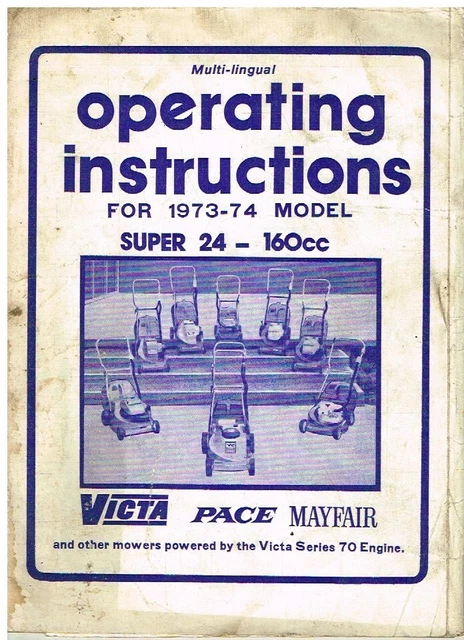 Multi-lingual
operating
instructions
FOR 1973-74 MODEL
SUPER 24 – 160cc
VICTA PACE MAYFAIR
and other mowers powered by the Victa Series 70 Engine.